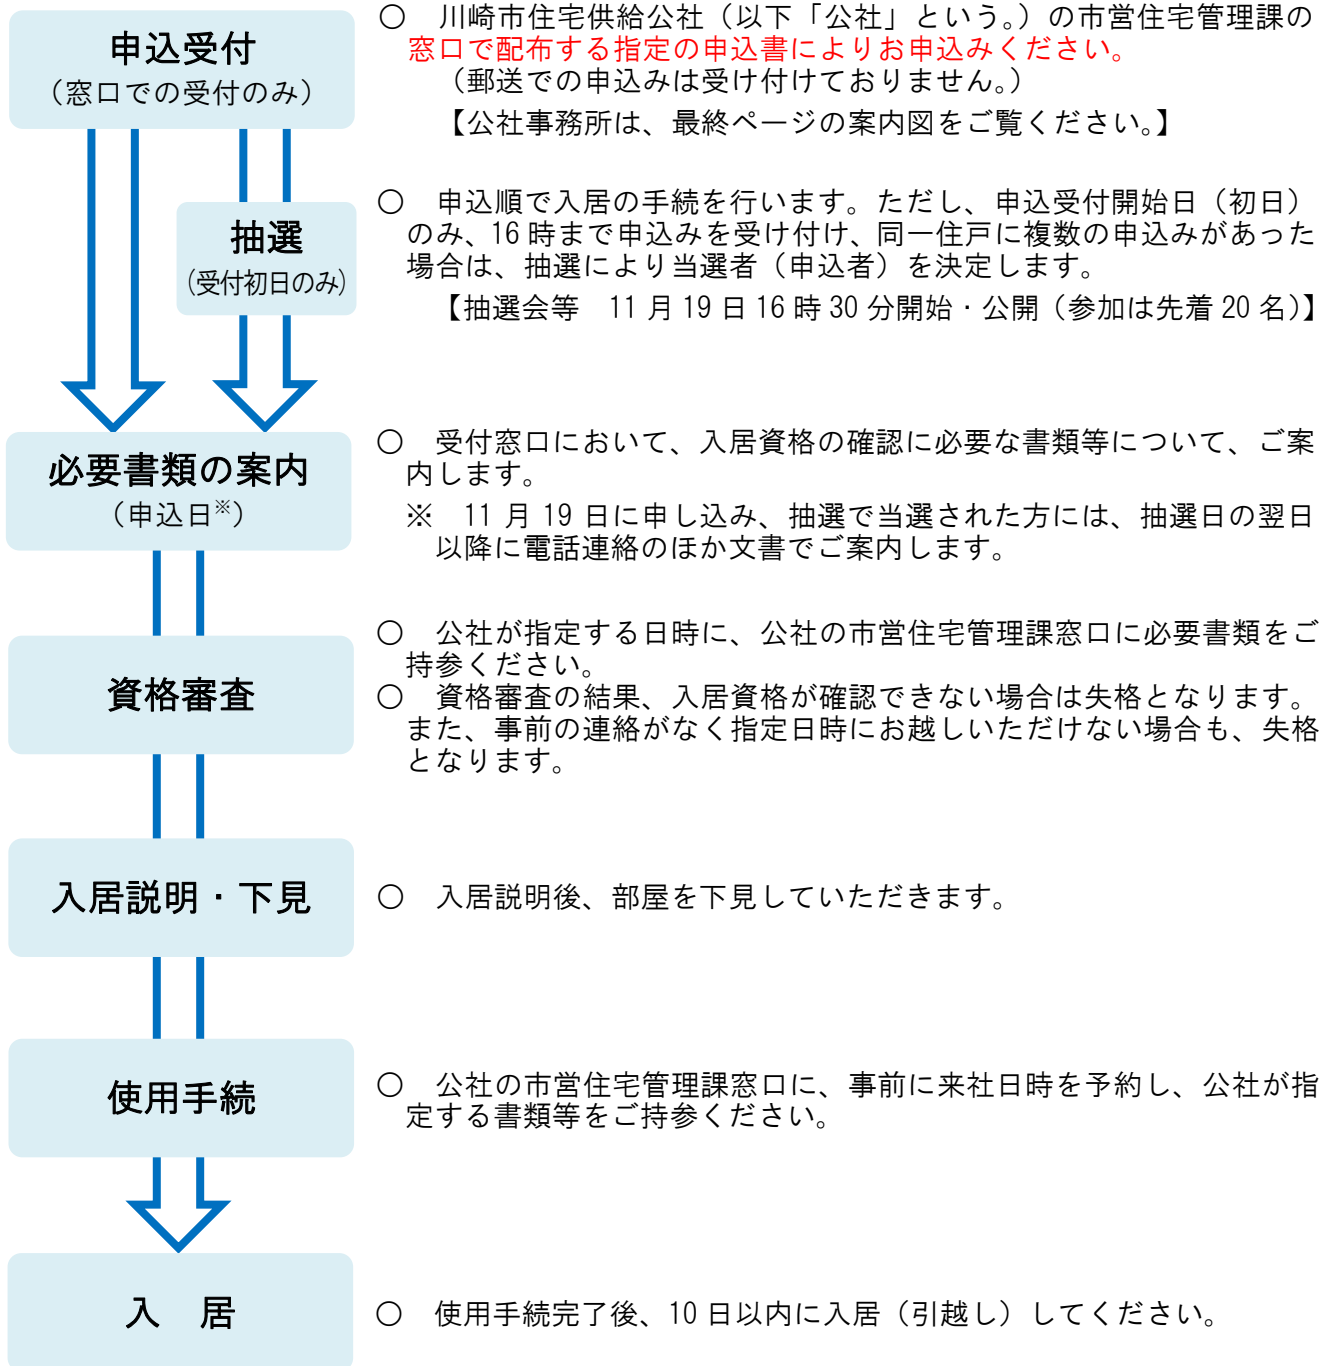 申込受付
（窓口での受付のみ）
○　川崎市住宅供給公社（以下「公社」という。）の市営住宅管理課の
窓口で配布する指定の申込書によりお申込みください。
（郵送での申込みは受け付けておりません。）
【公社事務所は、最終ページの案内図をご覧ください。】
抽選
（受付初日のみ）
○　申込順で入居の手続を行います。ただし、申込受付開始日（初日）
のみ、16時まで申込みを受け付け、同一住戸に複数の申込みがあった
場合は、抽選により当選者（申込者）を決定します。
【抽選会等　11月19日16時30分開始・公開（参加は先着20名）】
必要書類の案内
（申込日※）
○　受付窓口において、入居資格の確認に必要な書類等について、ご案
内します。
※　11月19日に申し込み、抽選で当選された方には、抽選日の翌日
以降に電話連絡のほか文書でご案内します。
資格審査
○　公社が指定する日時に、公社の市営住宅管理課窓口に必要書類をご
持参ください。
○　資格審査の結果、入居資格が確認できない場合は失格となります。
また、事前の連絡がなく指定日時にお越しいただけない場合も、失格
となります。
入居説明・下見
○　入居説明後、部屋を下見していただきます。
使用手続
○　公社の市営住宅管理課窓口に、事前に来社日時を予約し、公社が指
定する書類等をご持参ください。
入　居
○　使用手続完了後、10日以内に入居（引越し）してください。